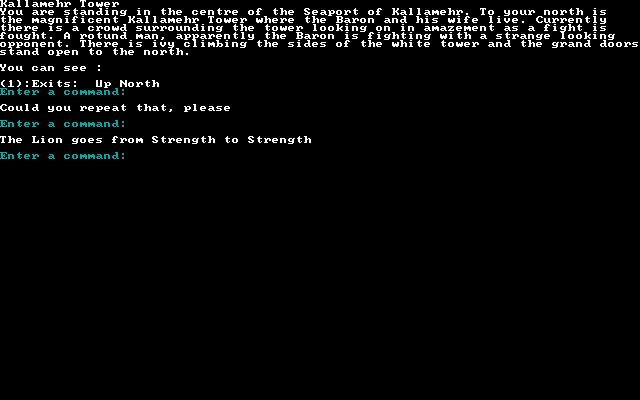 Kallamehr Tower
You are standing in the centre of the Seaport of Kallamehr. To your north is
the magnificent Kallamehr Tower where the Baron and his wife live. Currently
there is a crowd surrounding the tower looking on in amazement as a fight is
fought. A rotund man, apparently the Baron is fighting with a strange looking
opponent. There is ivy climbing the sides of the white tower and the grand doors
stand open to the north.
You can see :
(1):Exits:  Up North
Enter a command:
Could you repeat that, please
Enter a command:
The Lion goes from Strength to Strength
Enter a command: